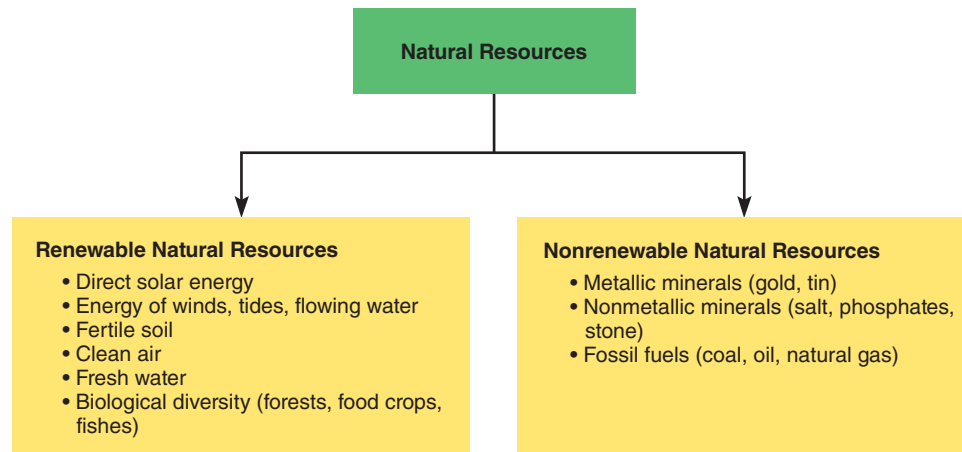 Natural Resources
Renewable Natural Resources
• Direct solar energy
• Energy of winds, tides, flowing water
• Fertile soil
• Clean air
• Fresh water
• Biological diversity (forests, food crops,
fishes)
Nonrenewable Natural Resources
• Metallic minerals (gold, tin)
• Nonmetallic minerals (salt, phosphates,
stone)
• Fossil fuels (coal, oil, natural gas)